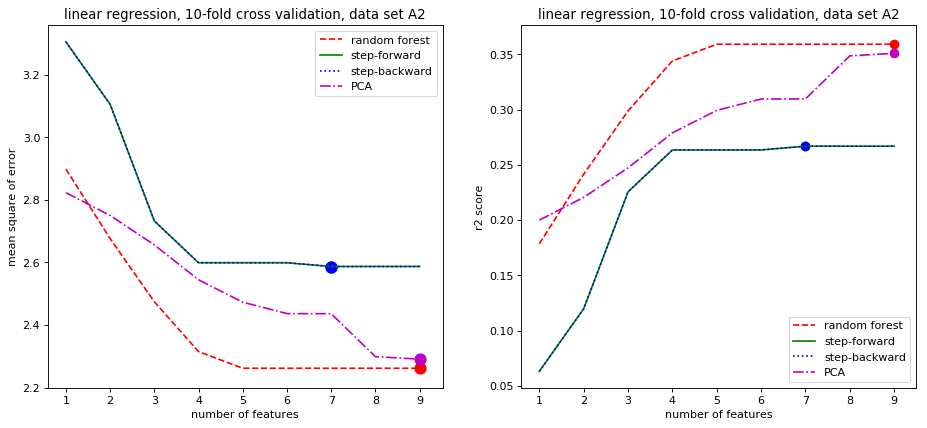 linear regression, 10-fold cross validation, data set A2
random forest
step-forward
step-backward
PCA
3.2
3.0
2.8
2.6
2.4
2.2
mean square of error
1 2 3 4 5 6 7 8 9
number of features
linear regression, 10-fold cross validation, data set A2
0.35
0.30
0.25
0.20
0.15
0.10
0.05
r2 score
random forest
step-forward
step-backward
PCA
1 2 3 4 5 6 7 8 9
number of features